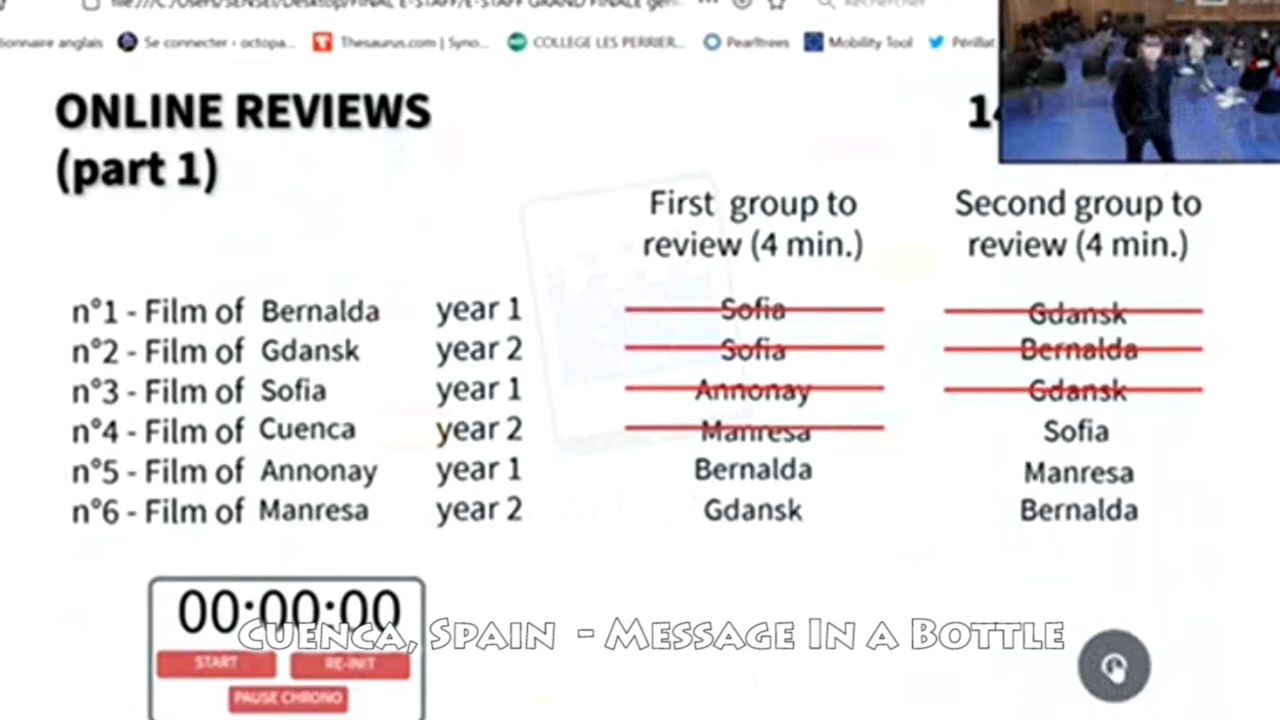 Se connecter ‹ octopa...
Thesaurus.com | Syno...
COLLEGE LES PERRIER...
Pearltrees
Mobility Tool
Périllat
ONLINE REVIEWS
(part 1)
First group to
review (4 min.)
Second group to
review (4 min.)
n°1 - Film of Bernalda year 1 Sofia Gdansk
n°2 - Film of Gdansk year 2 Sofia Bernalda
n°3 - Film of Sofia year 1 Annonay Gdansk
n°4 - Film of Cuenca year 2 Manresa Sofia
n°5 - Film of Annonay year 1 Bernalda Manresa
n°6 - Film of Manresa year 2 Gdansk Bernalda
00:00:00
CUENCA, SPAIN - MESSAGE IN A BOTTLE
START RE-INIT
PAUSE CHRONO